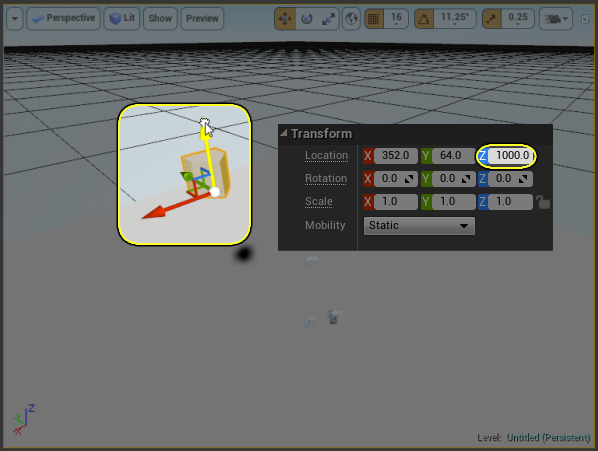 Perspective Lit Show Preview 16 11.25° 0.25
Transform
Location X 352.0 Y 64.0 Z 1000.0
Rotation X 0.0 Y 0.0 Z 0.0
Scale X 1.0 Y 1.0 Z 1.0
Mobility Static
Z
X
Level: Untitled (Persistent)